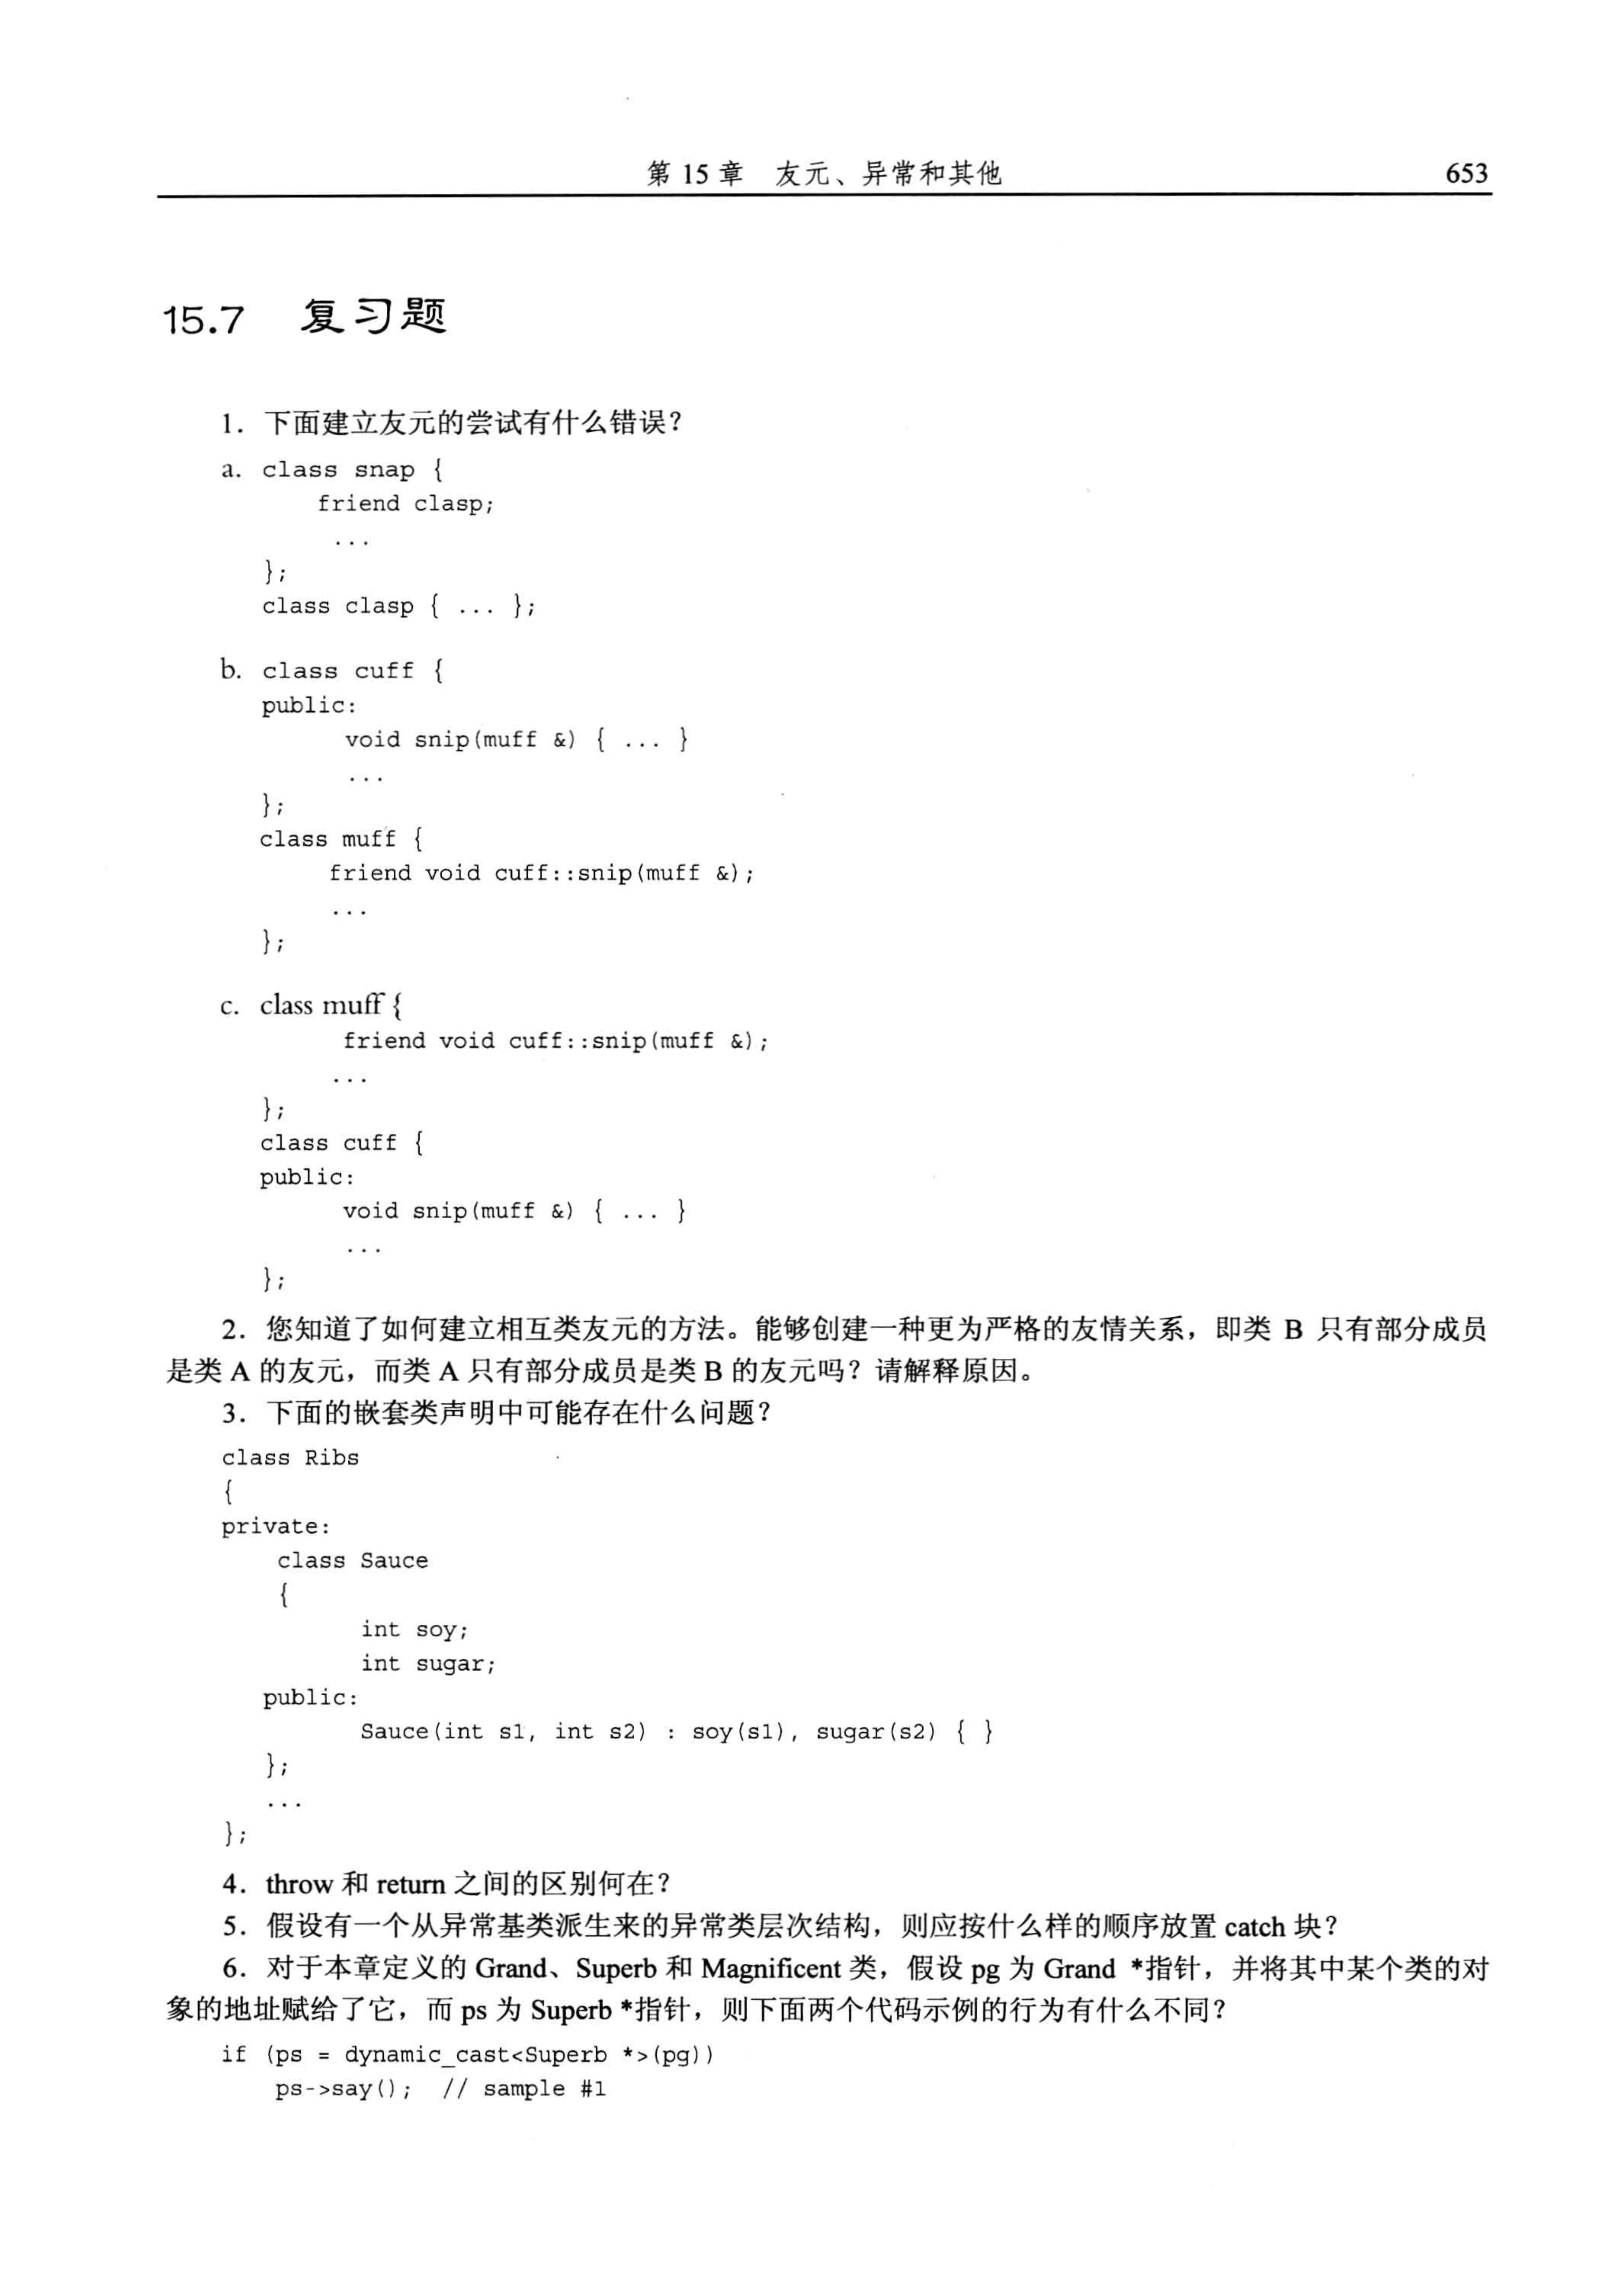 第 15 章 友元、异常和其他 653
15.7 复习题
1．下面建立友元的尝试有什么错误？
a. class snap {
friend clasp;
...
};
class clasp { ... };
b. class cuff {
public:
void snip(muff &) { ... }
...
};
class muff {
friend void cuff::snip(muff &);
...
};
c. class muff {
friend void cuff::snip(muff &);
...
};
class cuff {
public:
void snip(muff &) { ... }
...
};
2．您知道了如何建立相互类友元的方法。能够创建一种更为严格的友情关系，即类 B 只有部分成员
是类 A 的友元，而类 A 只有部分成员是类 B 的友元吗？请解释原因。
3．下面的嵌套类声明中可能存在什么问题？
class Ribs
{
private:
class Sauce
{
int soy;
int sugar;
public:
Sauce(int s1, int s2) : soy(s1), sugar(s2) { }
};
...
};
4．throw 和 return 之间的区别何在？
5．假设有一个从异常基类派生来的异常类层次结构，则应按什么样的顺序放置 catch 块？
6．对于本章定义的 Grand、Superb 和 Magnificent 类，假设 pg 为 Grand *指针，并将其中某个类的对
象的地址赋给了它，而 ps 为 Superb *指针，则下面两个代码示例的行为有什么不同？
if (ps = dynamic_cast<Superb *>(pg))
ps->say(); // sample #1